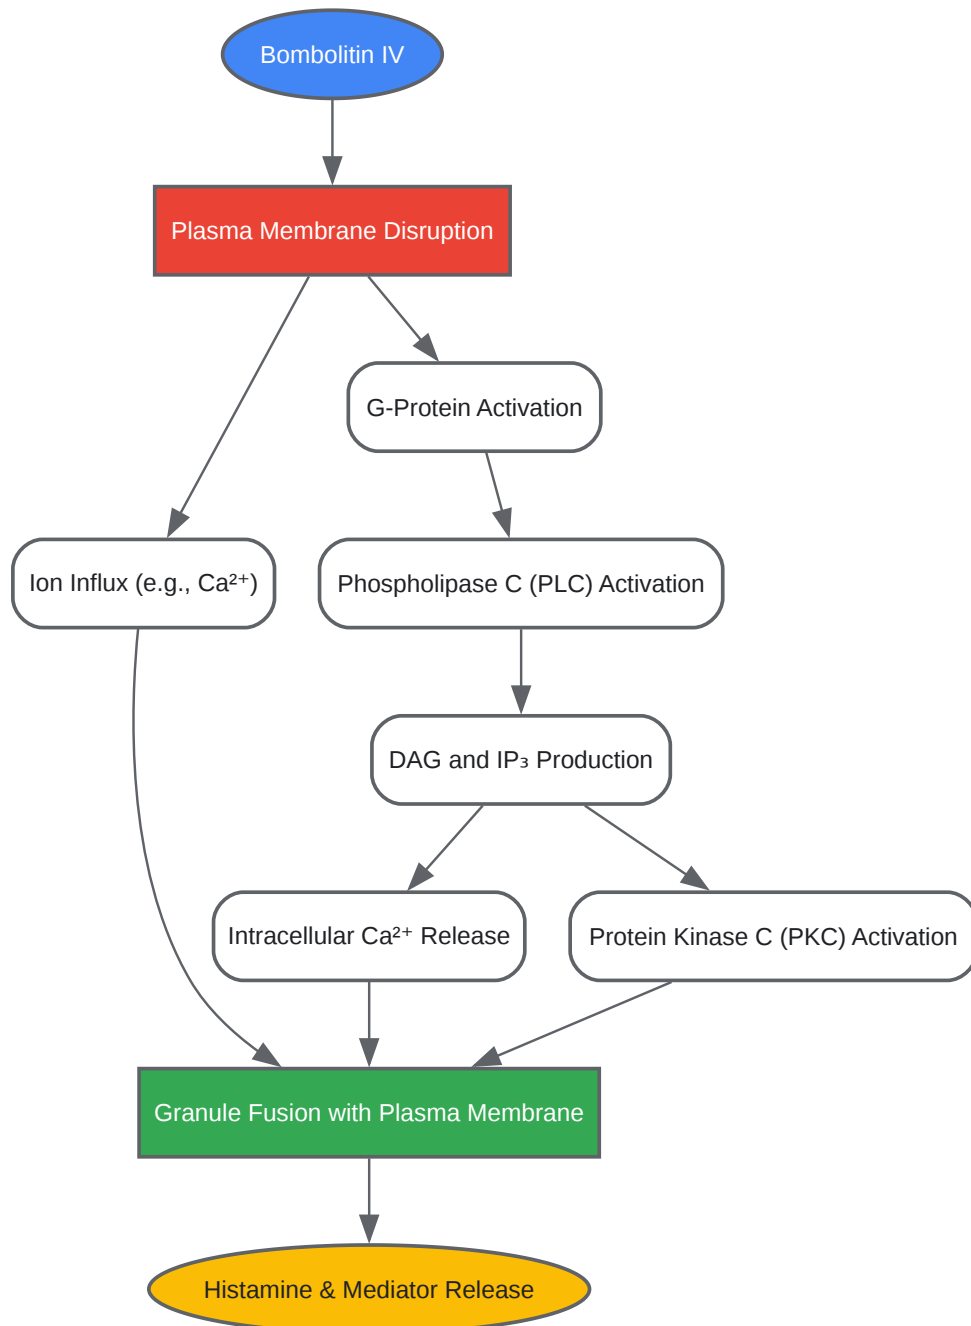 Bombolitin IV
Plasma Membrane Disruption
G-Protein Activation
Ion Influx (e.g., Ca²⁺)
Phospholipase C (PLC) Activation
DAG and IP₃ Production
Intracellular Ca²⁺ Release
Protein Kinase C (PKC) Activation
Granule Fusion with Plasma Membrane
Histamine & Mediator Release